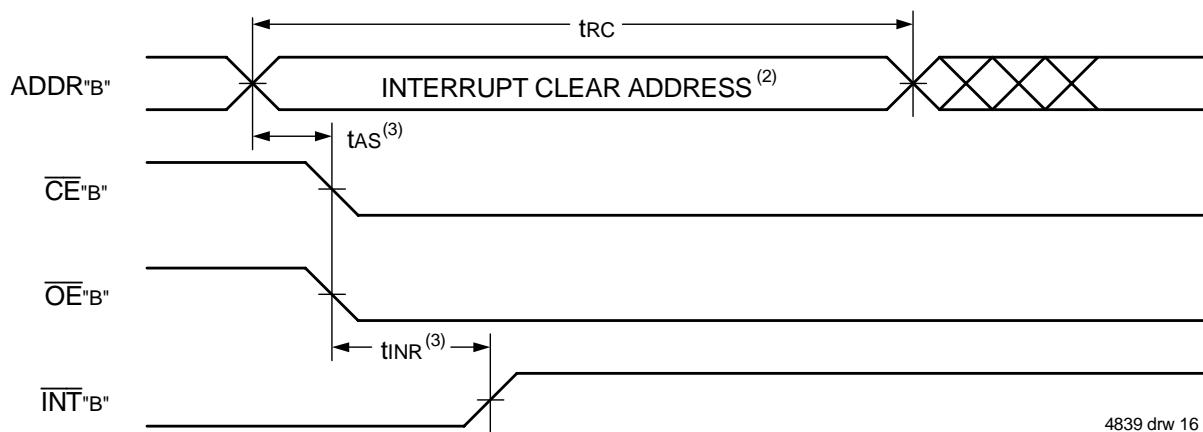 tRC
ADDR"B"
INTERRUPT CLEAR ADDRESS (2)
tAS(3)
CE"B"
OE"B"
tINR(3)
INT"B"
4839 drw 16